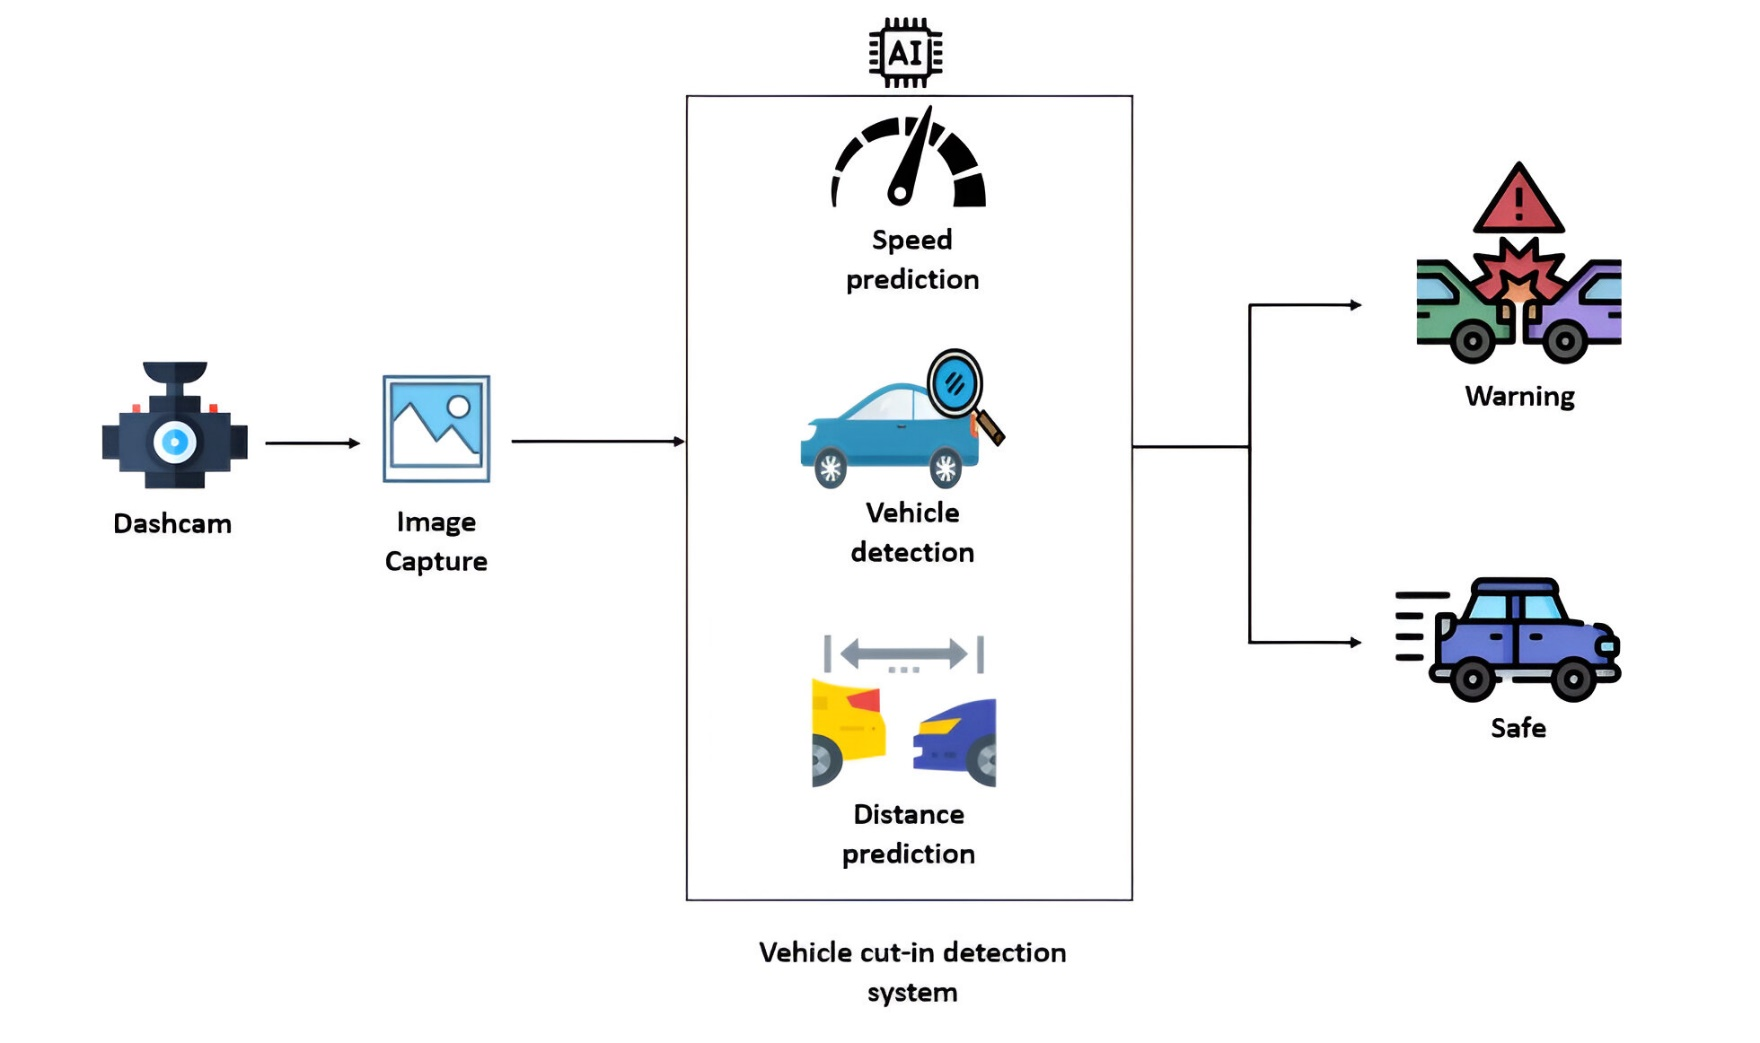 AI
Speed
prediction
Dashcam
Image
Capture
Vehicle
detection
Distance
prediction
Vehicle cut-in detection
system
Warning
Safe